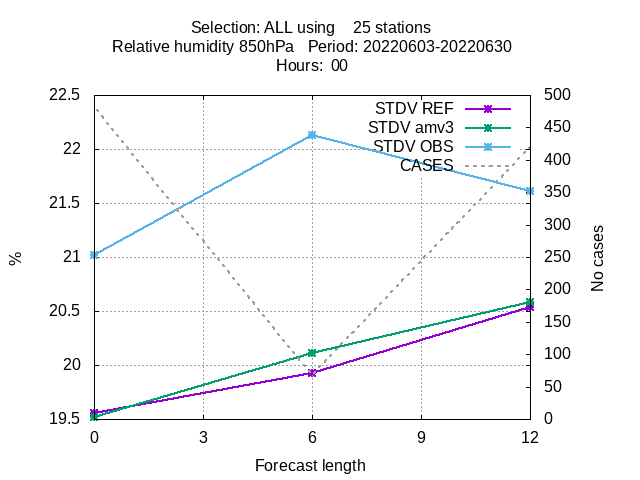 Selection: ALL using    25 stations
Relative humidity 850hPa   Period: 20220603-20220630
Hours:  00
22.5
22
21.5
21
20.5
20
19.5
%
STDV REF
STDV amv3
STDV OBS
CASES
500
450
400
350
300
250
200
150
100
50
0
No cases
0 3 6 9 12
Forecast length